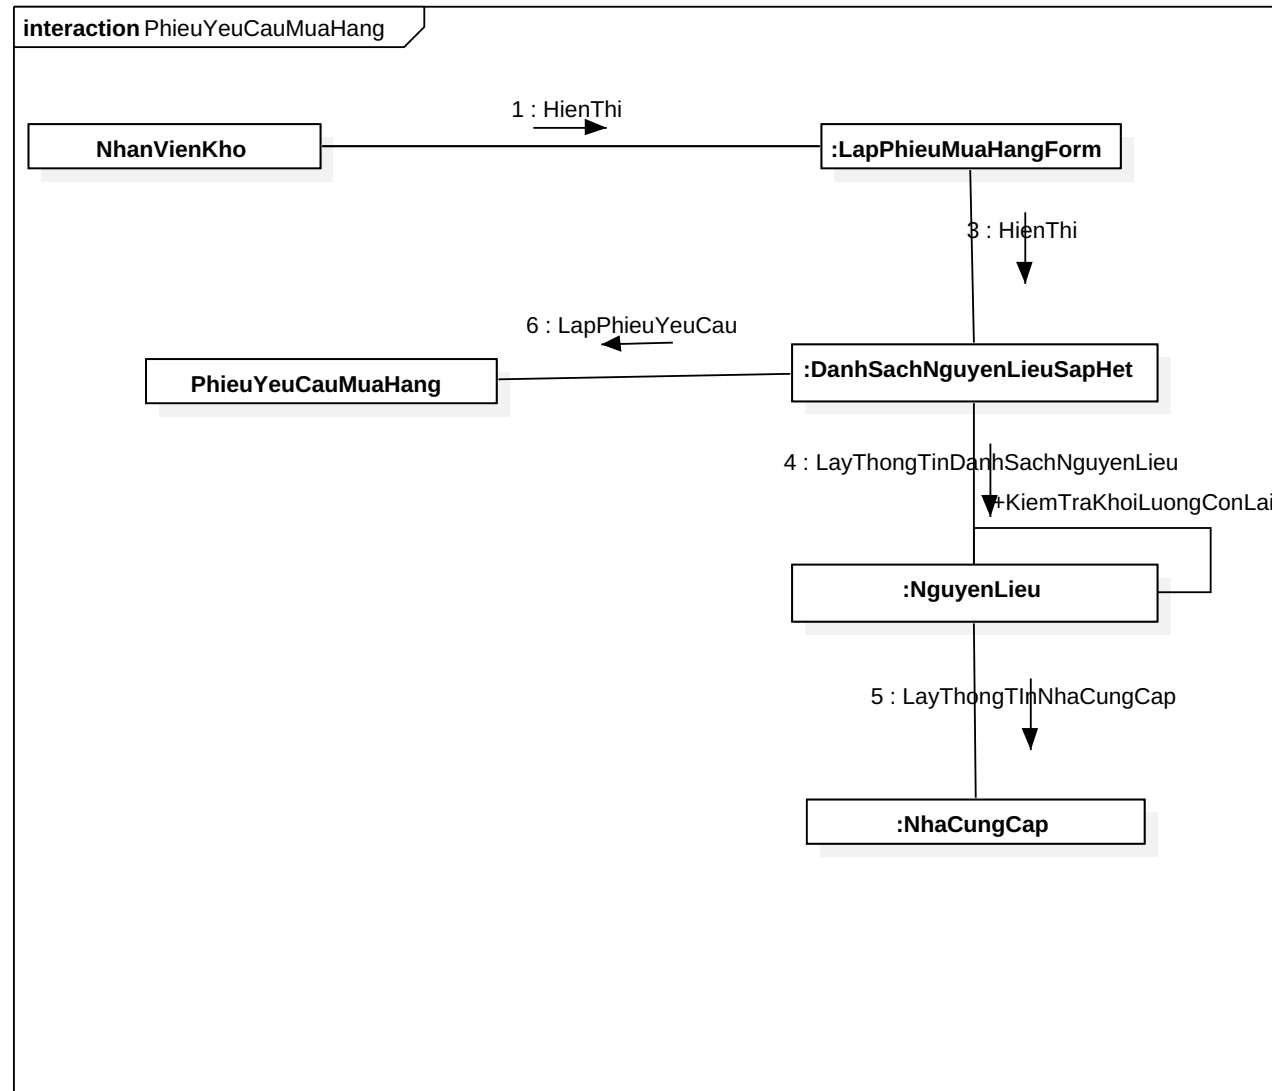 interaction PhieuYeuCauMuaHang
1 : HienThi
NhanVienKho
:LapPhieuMuaHangForm
3 : HienThi
6 : LapPhieuYeuCau
PhieuYeuCauMuaHang
:DanhSachNguyenLieuSapHet
4 : LayThongTinDanhSachNguyenLieu
+KiemTraKhoiLuongConLai
:NguyenLieu
5 : LayThongTInNhaCungCap
:NhaCungCap